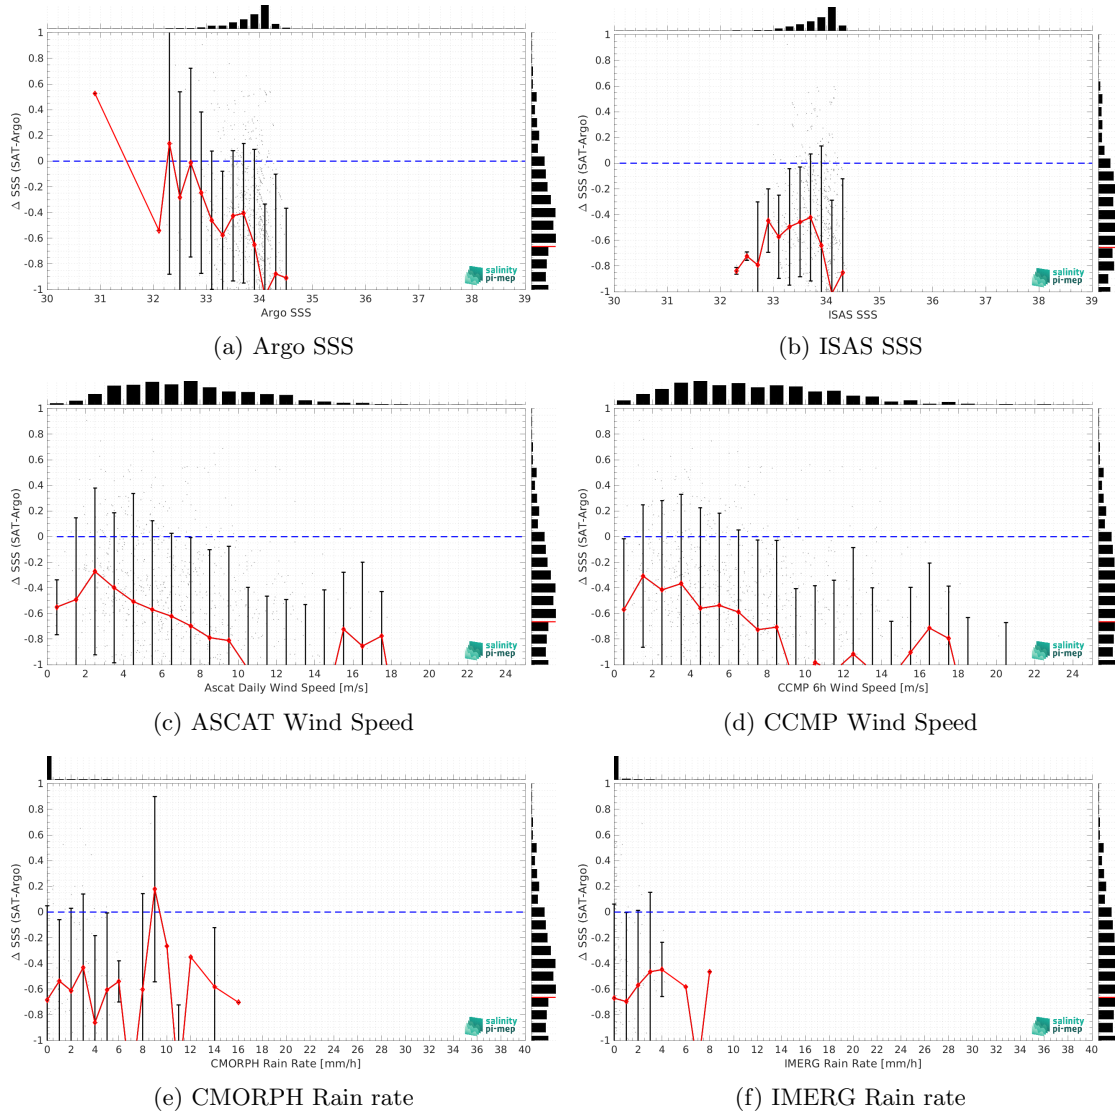 1
0.8
0.6
0.4
0.2
0
-0.2
-0.4
-0.6
-0.8
-1
Δ SSS (SAT-Argo)
30 31 32 33 34 35 36 37 38 39
Argo SSS
salinity
pi-mep
(a) Argo SSS
1
0.8
0.6
0.4
0.2
0
-0.2
-0.4
-0.6
-0.8
-1
Δ SSS (SAT-Argo)
30 31 32 33 34 35 36 37 38 39
ISAS SSS
salinity
pi-mep
(b) ISAS SSS
1
0.8
0.6
0.4
0.2
0
-0.2
-0.4
-0.6
-0.8
-1
Δ SSS (SAT-Argo)
0 2 4 6 8 10 12 14 16 18 20 22 24
Ascat Daily Wind Speed [m/s]
salinity
pi-mep
(c) ASCAT Wind Speed
1
0.8
0.6
0.4
0.2
0
-0.2
-0.4
-0.6
-0.8
-1
Δ SSS (SAT-Argo)
0 2 4 6 8 10 12 14 16 18 20 22 24
CCMP 6h Wind Speed [m/s]
salinity
pi-mep
(d) CCMP Wind Speed
1
0.8
0.6
0.4
0.2
0
-0.2
-0.4
-0.6
-0.8
-1
Δ SSS (SAT-Argo)
0 2 4 6 8 10 12 14 16 18 20 22 24 26 28 30 32 34 36 38 40
CMORPH Rain Rate [mm/h]
salinity
pi-mep
(e) CMORPH Rain rate
1
0.8
0.6
0.4
0.2
0
-0.2
-0.4
-0.6
-0.8
-1
Δ SSS (SAT-Argo)
0 2 4 6 8 10 12 14 16 18 20 22 24 26 28 30 32 34 36 38 40
IMERG Rain Rate [mm/h]
salinity
pi-mep
(f) IMERG Rain rate